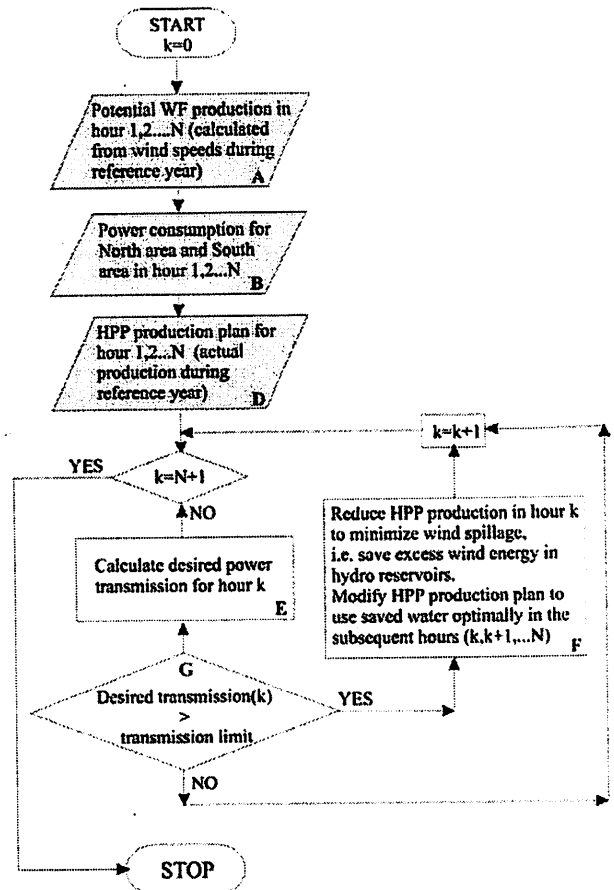 START
k=0
Potential WF production in
hour 1,2....N (calculated
from wind speeds during
reference year)
A
Power consumption for
North area and South
area in hour 1,2...N
B
HPP production plan for
hour 1,2...N (actual
production during
reference year)
D
k=k+1
YES
k=N+1
NO
Reduce HPP production in hour k
to minimize wind spillage,
i.e. save excess wind energy in
hydro reservoirs.
Modify HPP production plan to
use saved water optimally in the
subsequent hours (k,k+1,...N)
F
Calculate desired power
transmission for hour k
E
G
Desired transmission(k)
>
transmission limit
YES
NO
STOP